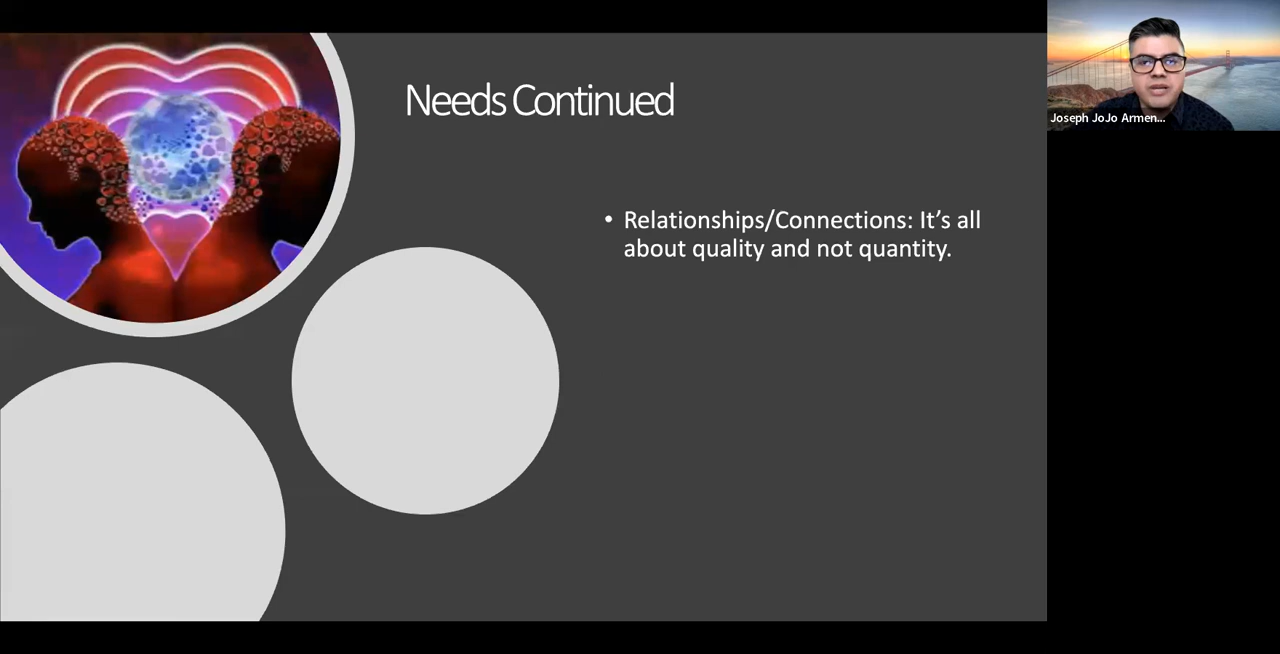 Needs Continued
• Relationships/Connections: It’s all
about quality and not quantity.
Joseph JoJo Armen...